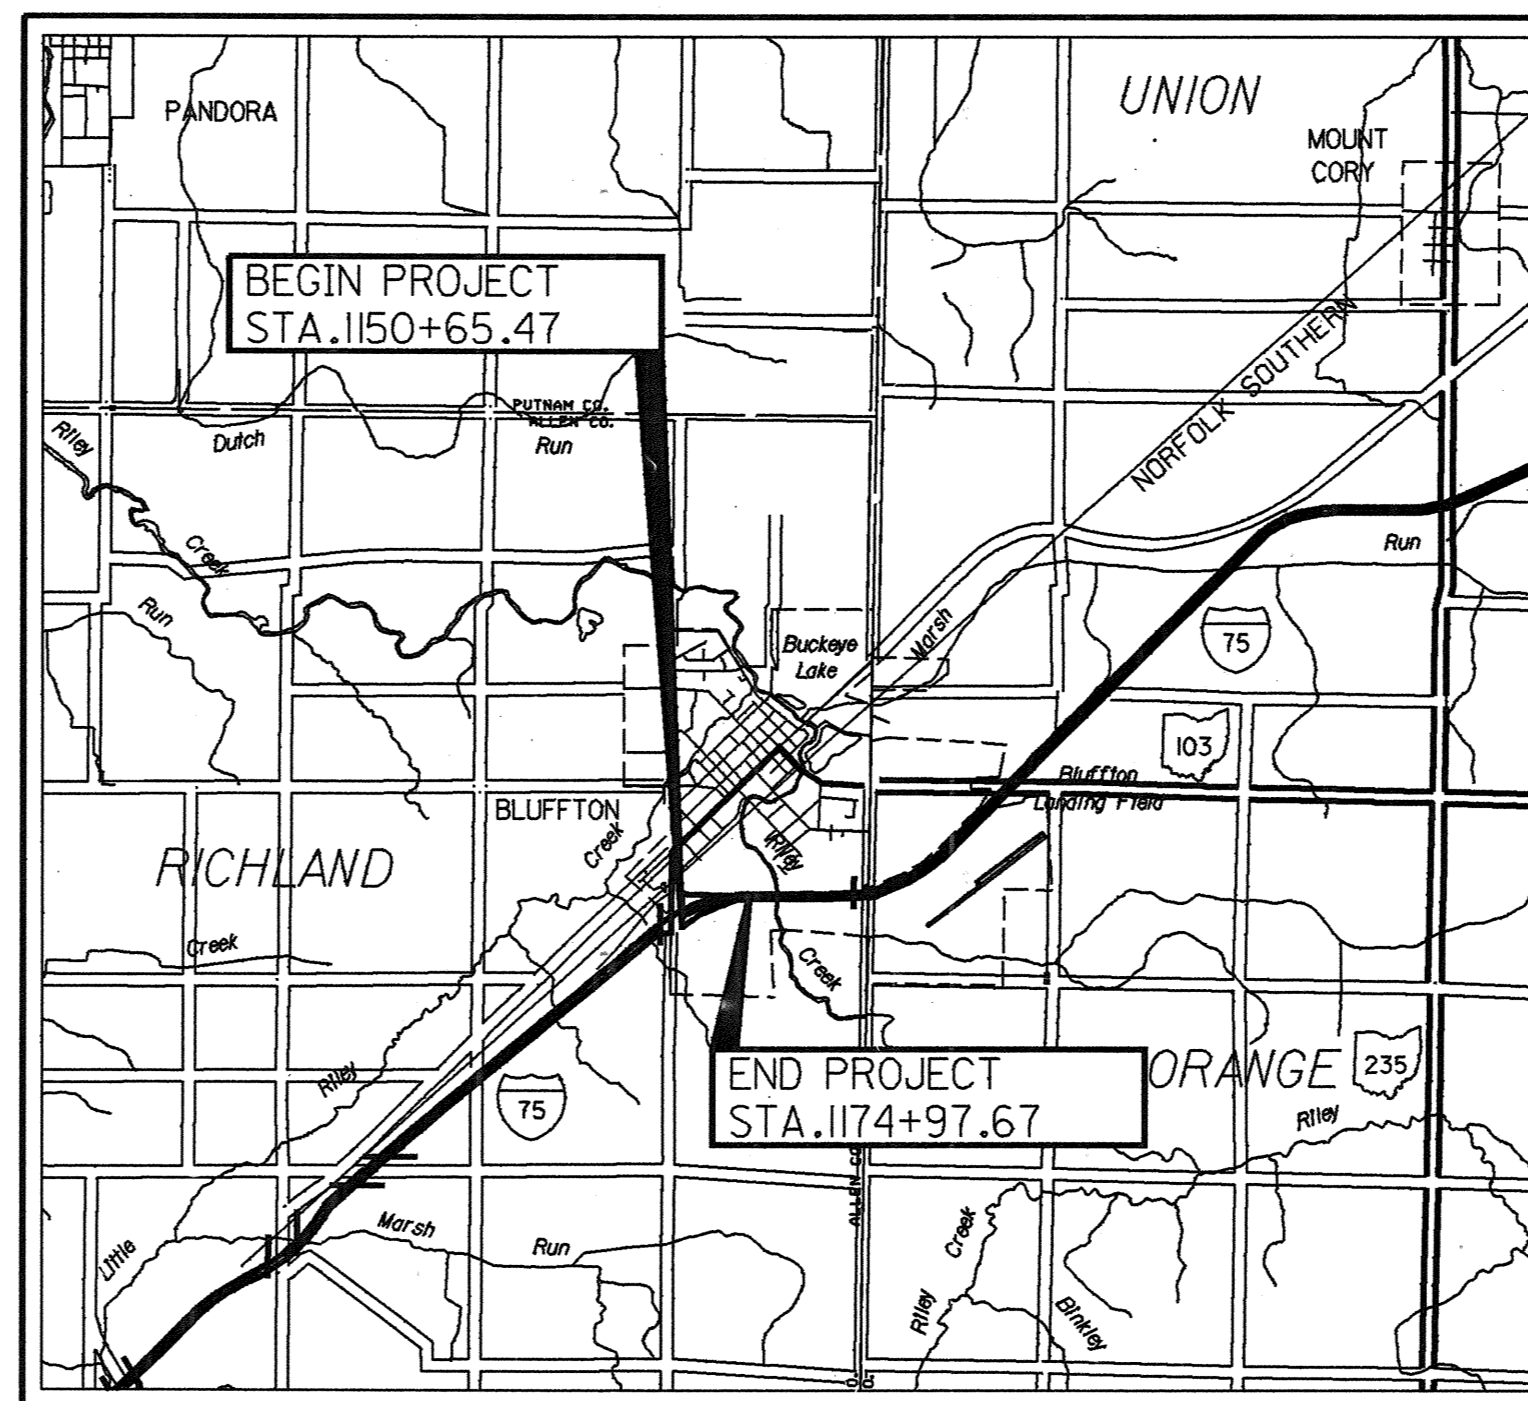 UNION
PANDORA
MOUNT
CORY
BEGIN PROJECT
STA.1150+65.47
NORFOLK SOUTHERN
PUTNAM CO.
ALLEN CO.
Riley
Dutch
Run
Creek
Run
Run
Marsh
75
Buckeye
Lake
103
Bluffton
Landing Field
BLUFFTON
Creek
Riley
RICHLAND
Creek
Creek
Riley
75
END PROJECT
STA.1174+97.67
ORANGE
235
Riley
ALLEN CO.
Marsh
Run
Little
Creek
Riley
Binkley